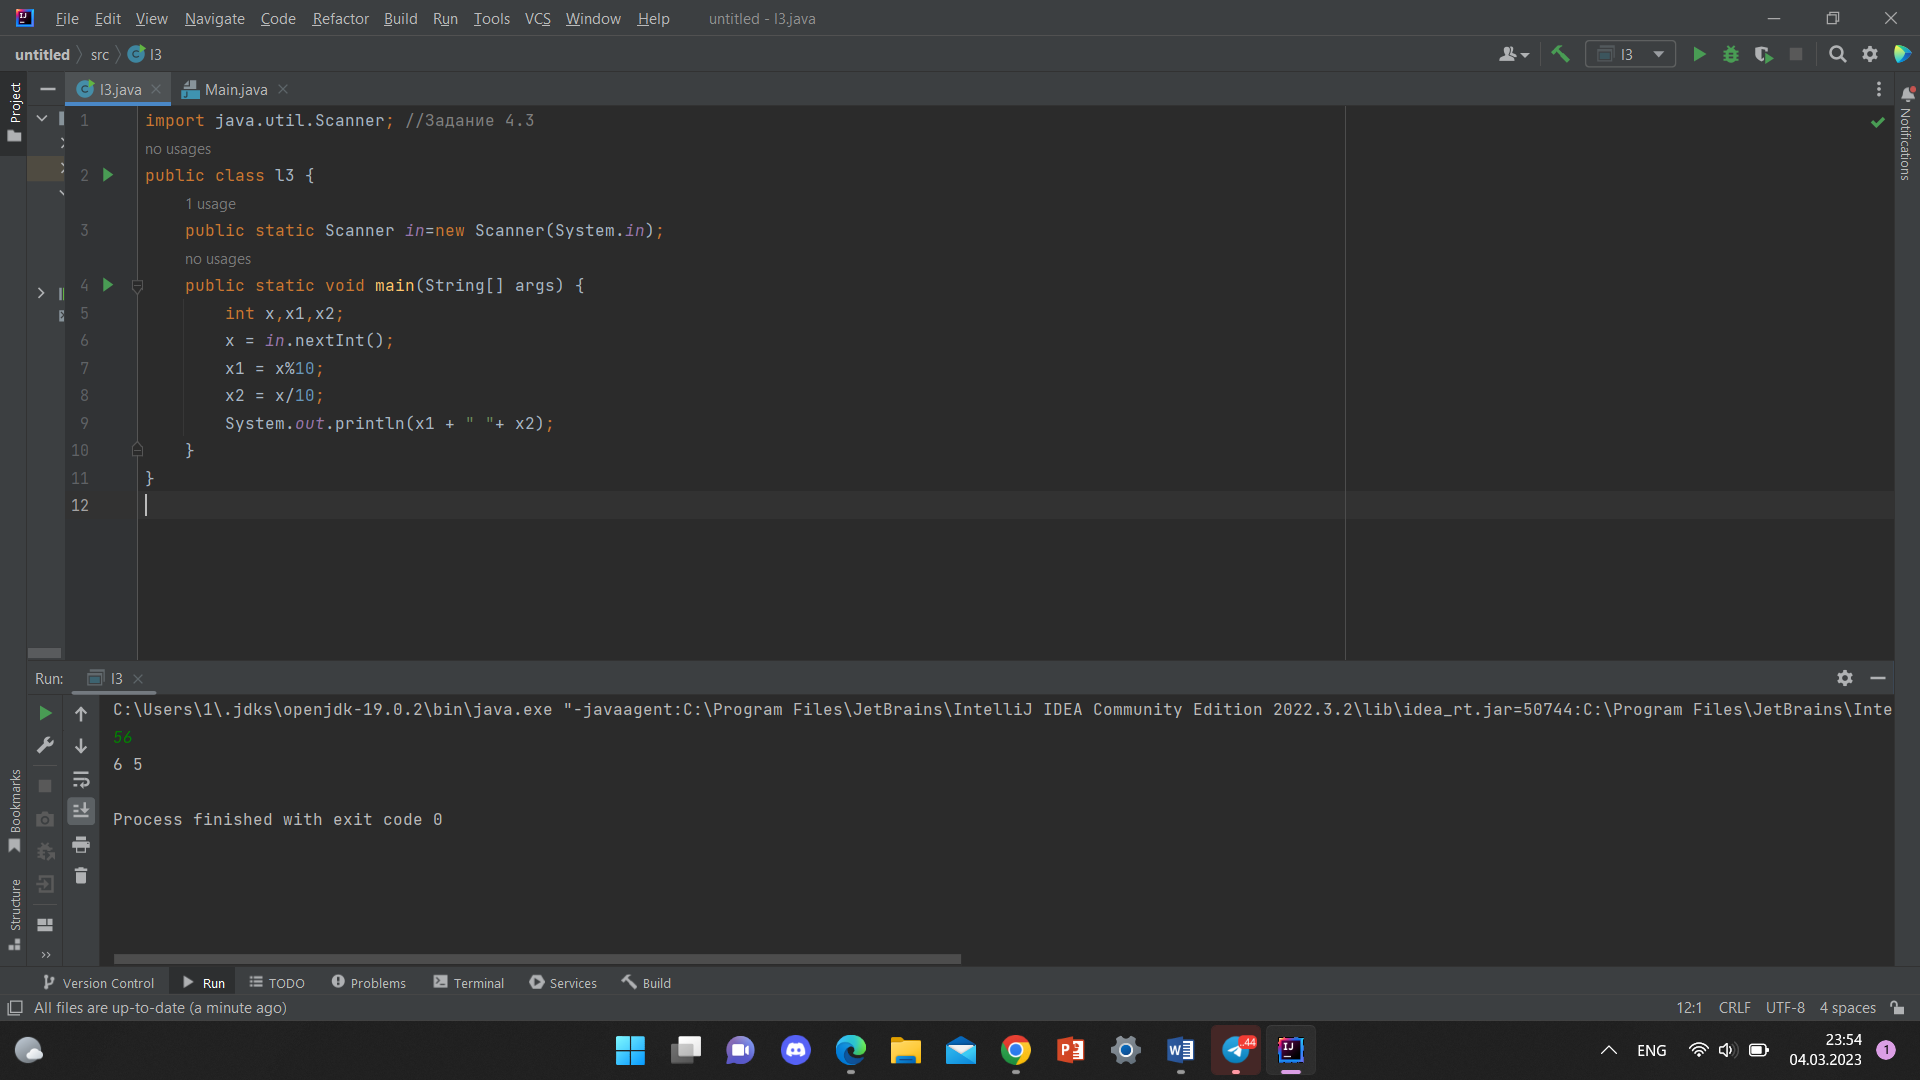 File Edit View Navigate Code Refactor Build Run Tools VCS Window Help untitled - l3.java
untitled src l3
l3
Project
l3.java Main.java
Notifications
1 import java.util.Scanner; //Задание 4.3
no usages
2 public class l3 {
1 usage
3 public static Scanner in=new Scanner(System.in);
no usages
4 public static void main(String[] args) {
5 int x,x1,x2;
6 x = in.nextInt();
7 x1 = x%10;
8 x2 = x/10;
9 System.out.println(x1 + " "+ x2);
10 }
11 }
12
Run: l3
C:\Users\1\.jdks\openjdk-19.0.2\bin\java.exe "-javaagent:C:\Program Files\JetBrains\IntelliJ IDEA Community Edition 2022.3.2\lib\idea_rt.jar=50744:C:\Program Files\JetBrains\Inte
56
6 5
Process finished with exit code 0
Bookmarks
Structure
Version Control Run TODO Problems Terminal Services Build
All files are up-to-date (a minute ago)
12:1 CRLF UTF-8 4 spaces
ENG
23:54
04.03.2023
1
..44